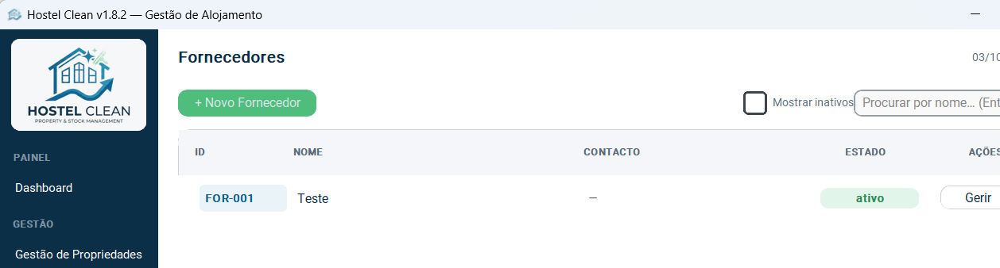 Hostel Clean v1.8.2 — Gestão de Alojamento
HOSTEL CLEAN
PROPERTY & STOCK MANAGEMENT
PAINEL
Dashboard
GESTÃO
Gestão de Propriedades
Fornecedores
03/10
+ Novo Fornecedor
Mostrar inativos
Procurar por nome... (Ent
ID NOME CONTACTO ESTADO AÇÕES
FOR-001 Teste — ativo Gerir